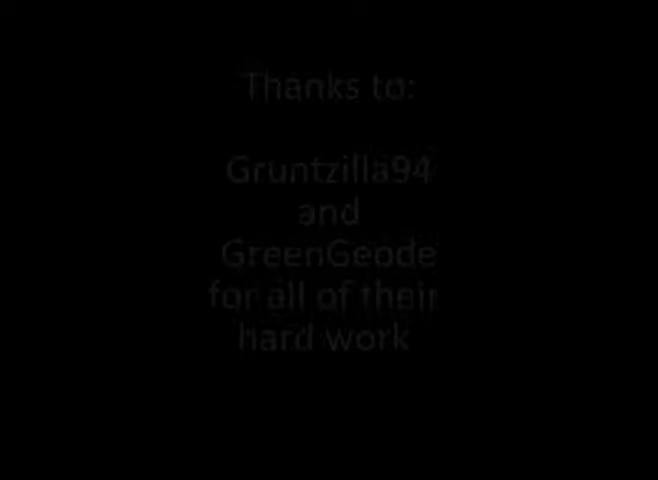 Thanks to:
Gruntzilla94
and
GreenGeode
for all of their
hard work